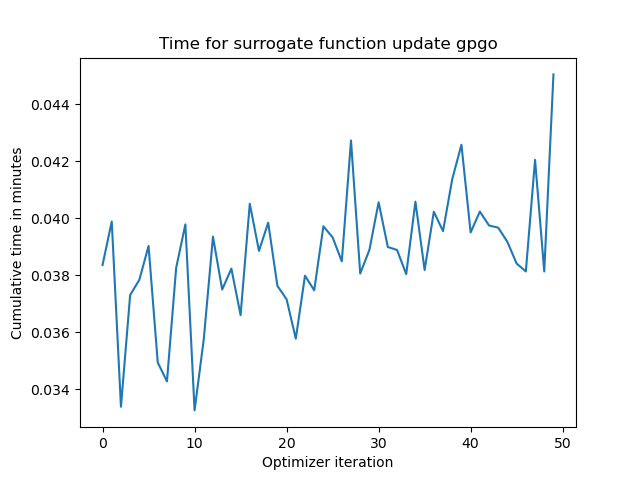 Time for surrogate function update gpgo
Cumulative time in minutes
0.044
0.042
0.040
0.038
0.036
0.034
0 10 20 30 40 50
Optimizer iteration